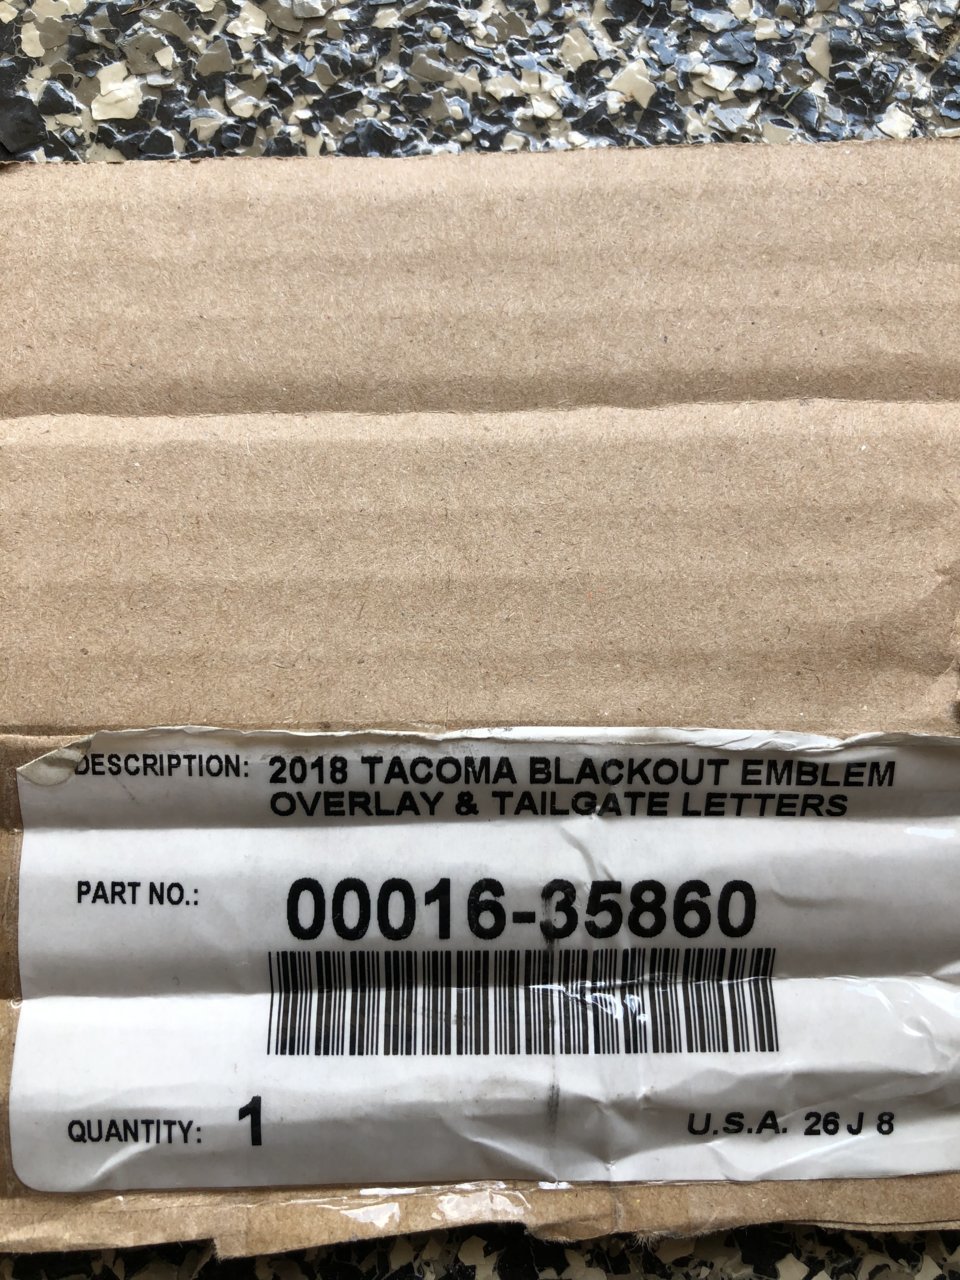 DESCRIPTION: 2018 TACOMA BLACKOUT EMBLEM
OVERLAY & TAILGATE LETTERS
PART NO.: 00016-35860
QUANTITY: 1 U.S.A. 26 J 8